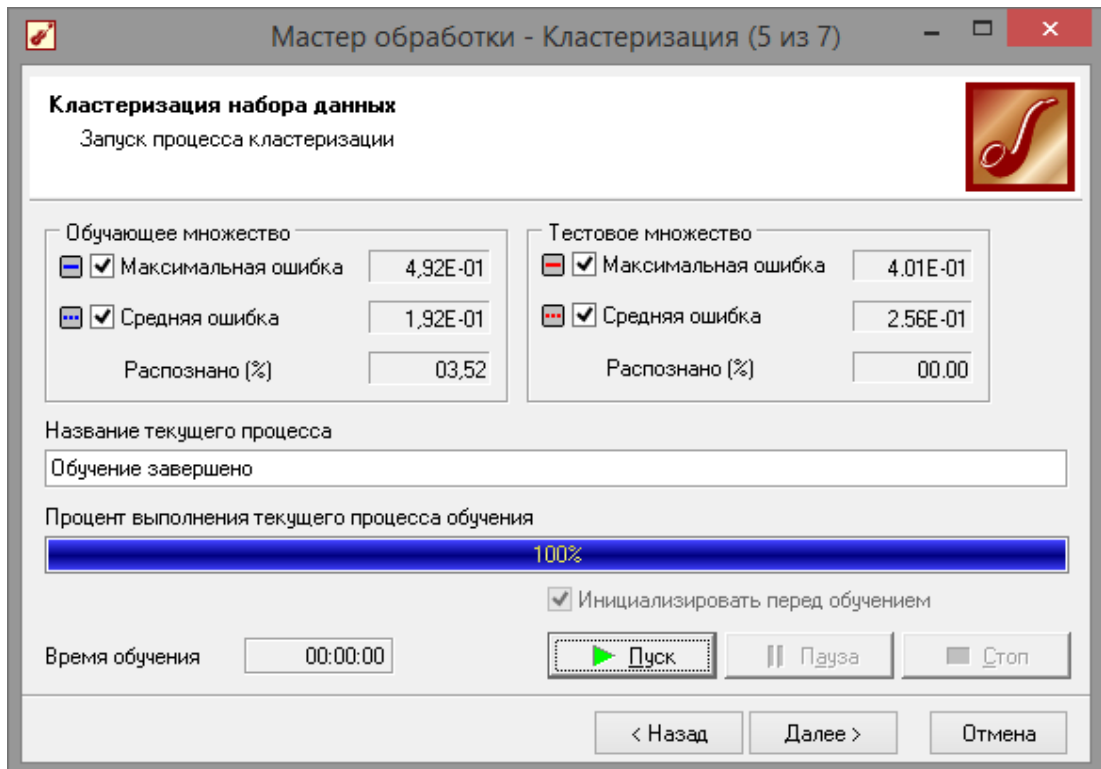 Мастер обработки - Кластеризация (5 из 7)
Кластеризация набора данных
Запуск процесса кластеризации
Обучающее множество
Максимальная ошибка 4,92E-01
Средняя ошибка 1,92E-01
Распознано (%) 03,52
Тестовое множество
Максимальная ошибка 4.01E-01
Средняя ошибка 2.56E-01
Распознано (%) 00.00
Название текущего процесса
Обучение завершено
Процент выполнения текущего процесса обучения
100%
Инициализировать перед обучением
Время обучения 00:00:00 Пуск Пауза Стоп
< Назад Далее > Отмена